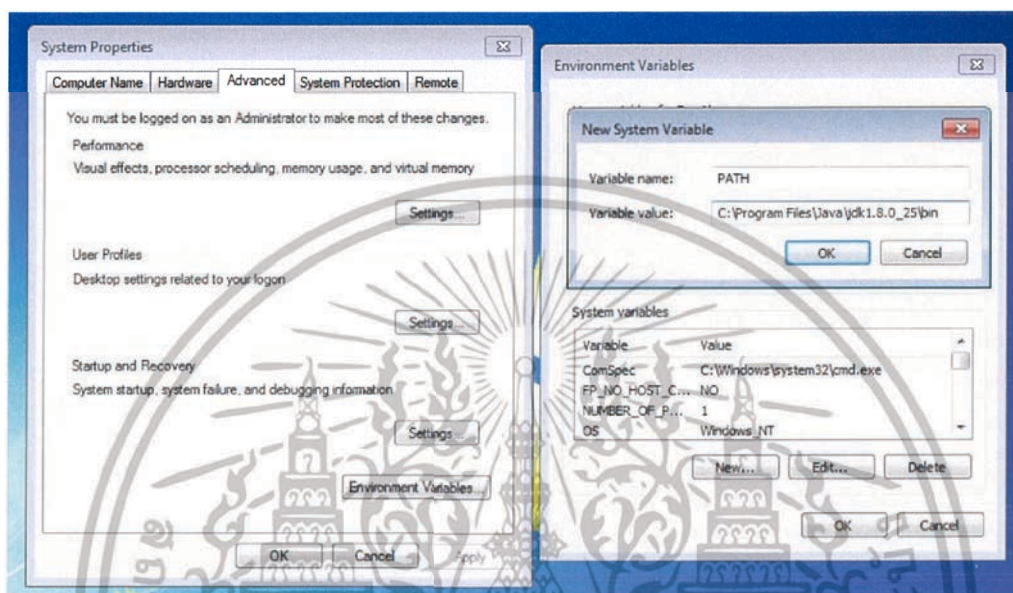 System Properties
Computer Name Hardware Advanced System Protection Remote
You must be logged on as an Administrator to make most of these changes.
Performance
Visual effects, processor scheduling, memory usage, and virtual memory
Settings...
User Profiles
Desktop settings related to your logon
Settings...
Startup and Recovery
System startup, system failure, and debugging information
Settings...
Environment Variables...
OK Cancel Apply
Environment Variables
New System Variable
Variable name: PATH
Variable value: C:\Program Files\Java\jdk1.8.0_25\bin
OK Cancel
System variables
Variable Value
ComSpec C:\Windows\system32\cmd.exe
FP_NO_HOST_C... NO
NUMBER_OF_P... 1
OS Windows_NT
New... Edit... Delete
OK Cancel